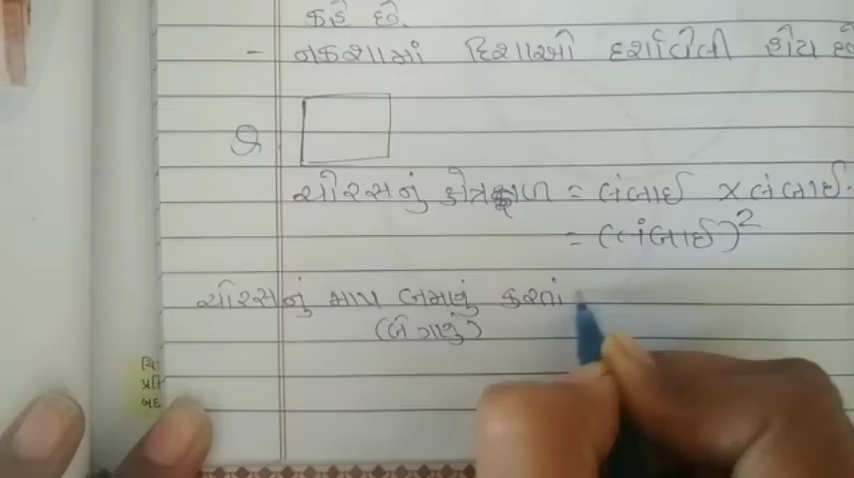 કહે છે.
- નકશામાં દિશાઓ દર્શાવેલી હોય છે
ચોરસનું ક્ષેત્રફળ = લંબાઈ × લંબાઈ.
= (લંબાઈ)²
ચોરસનું માપ બમણું કરતાં
(બે ગણું)